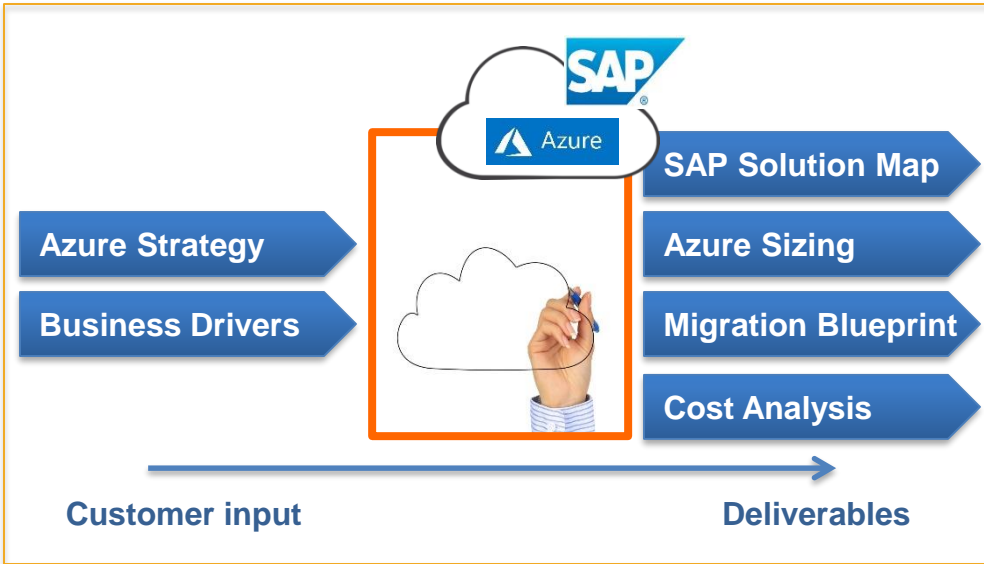 SAP
®
Azure
SAP Solution Map
Azure Strategy
Azure Sizing
Business Drivers
Migration Blueprint
Cost Analysis
Customer input
Deliverables